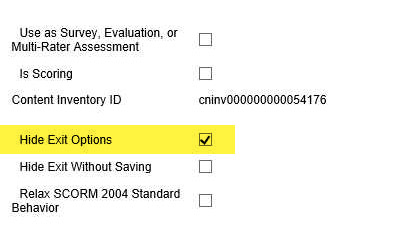 Use as Survey, Evaluation, or
Multi-Rater Assessment
Is Scoring
Content Inventory ID cninv000000000054176
Hide Exit Options
Hide Exit Without Saving
Relax SCORM 2004 Standard
Behavior